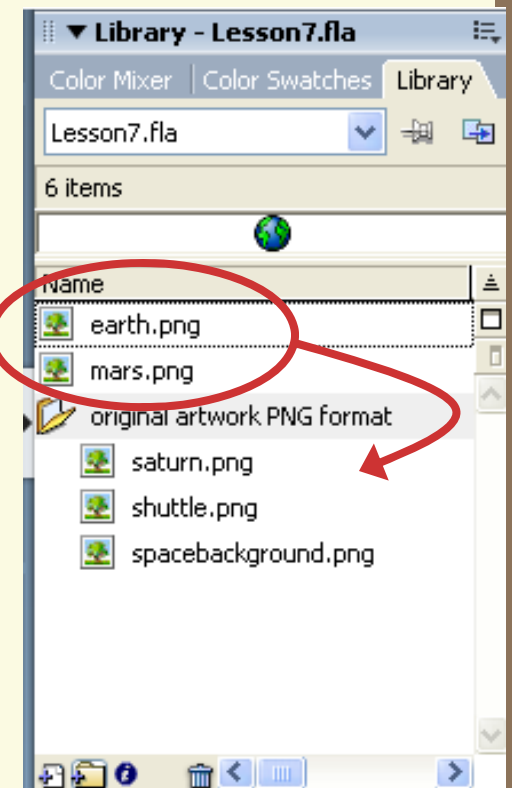 Library - Lesson7.fla
Color Mixer Color Swatches Library
Lesson7.fla
6 items
Name
earth.png
mars.png
original artwork PNG format
saturn.png
shuttle.png
spacebackground.png